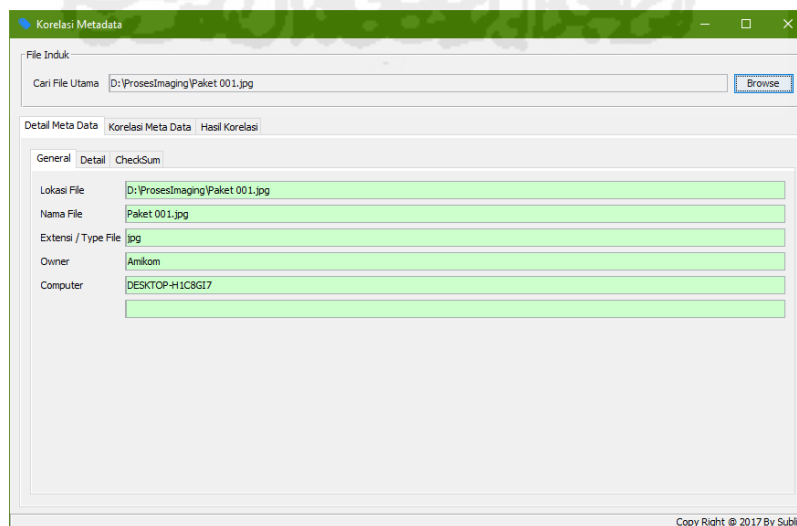 Korelasi Metadata
File Induk
Cari File Utama D:\ProsesImaging\Paket 001.jpg Browse
Detail Meta Data Korelasi Meta Data Hasil Korelasi
General Detail CheckSum
Lokasi File D:\ProsesImaging\Paket 001.jpg
Nama File Paket 001.jpg
Extensi / Type File jpg
Owner Amikom
Computer DESKTOP-H1C8GI7
Copy Right @ 2017 By Subli